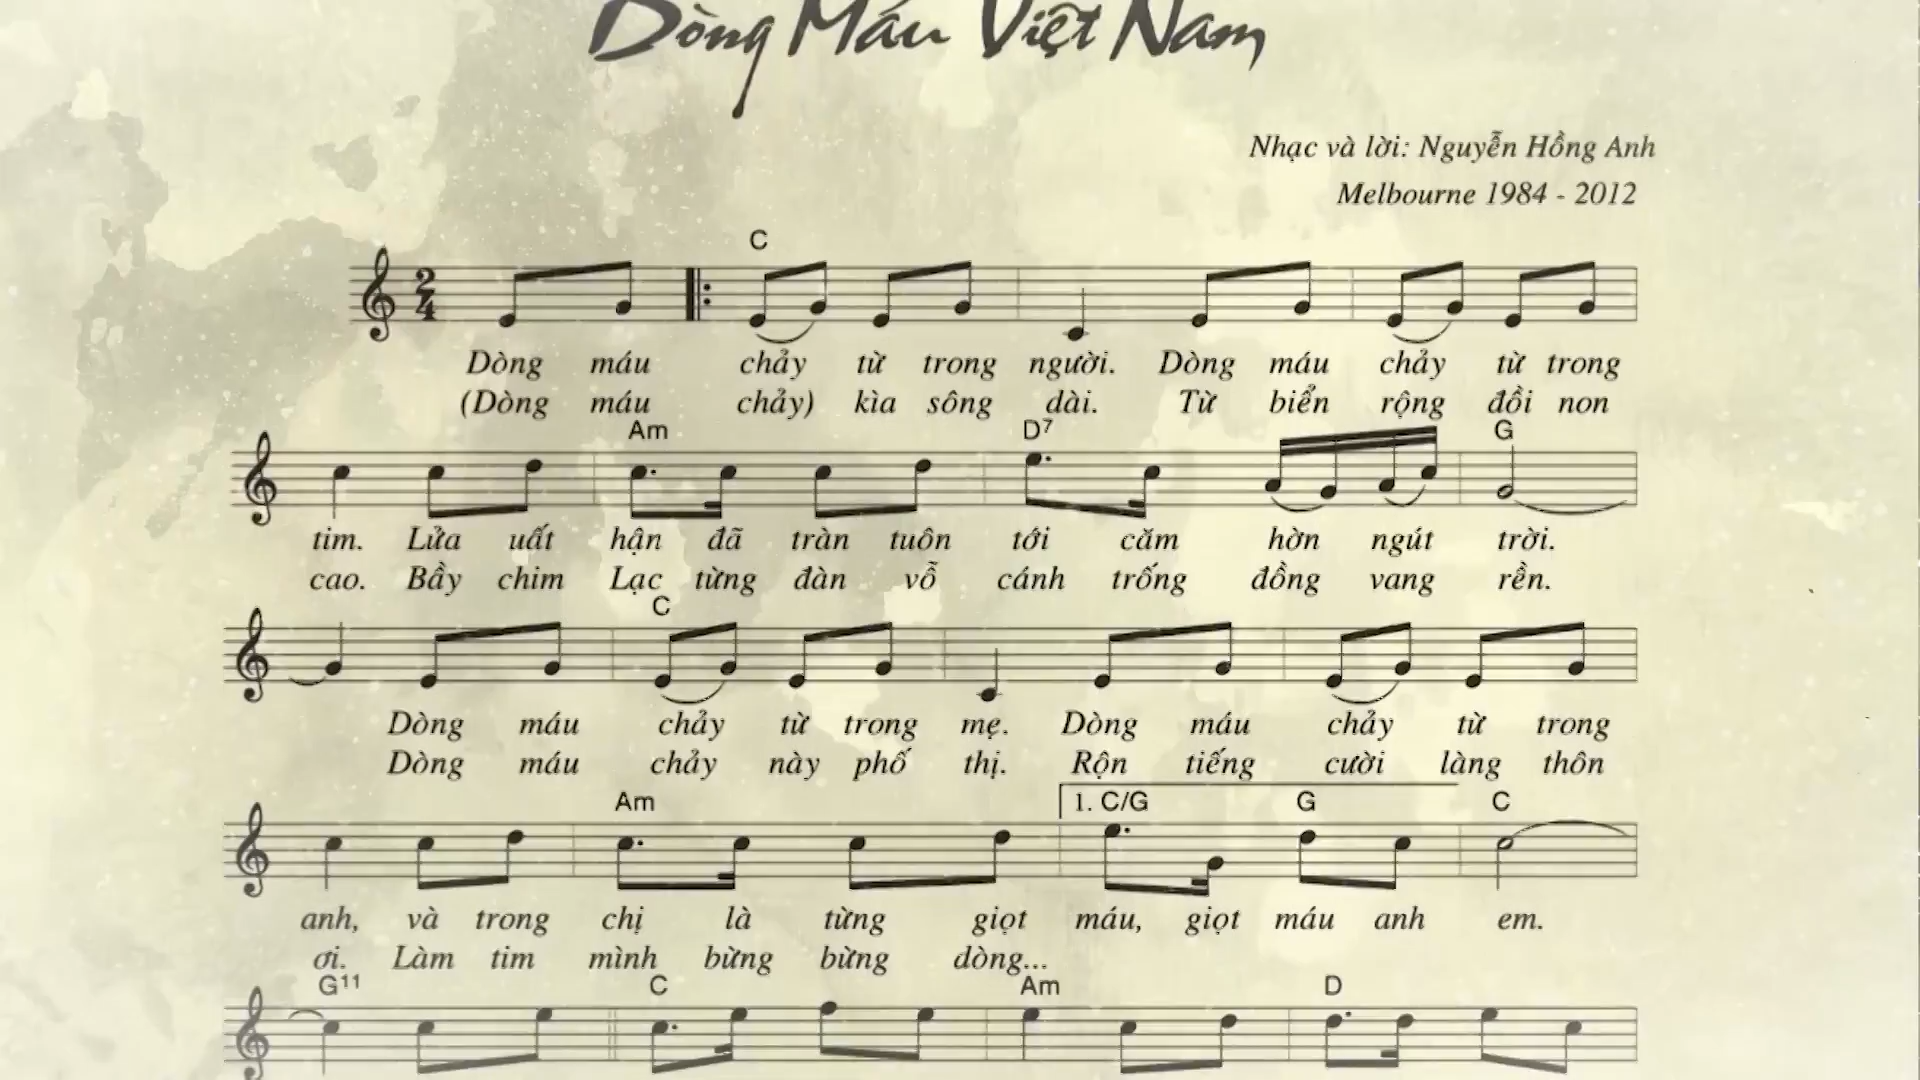 Dòng Máu Việt Nam
Nhạc và lời: Nguyễn Hồng Anh
Melbourne 1984 - 2012
C
2
4
Dòng máu chảy từ trong người. Dòng máu chảy từ trong
(Dòng máu chảy) kìa sông dài. Từ biển rộng đồi non
Am D7 G
tim. Lửa uất hận đã tràn tuôn tới căm hờn ngút trời.
cao. Bầy chim Lạc từng đàn vỗ cánh trống đồng vang rền.
C
Dòng máu chảy từ trong mẹ. Dòng máu chảy từ trong
Dòng máu chảy này phố thị. Rộn tiếng cười làng thôn
Am 1. C/G G C
anh, và trong chị là từng giọt máu, giọt máu anh em.
ơi. Làm tim mình bừng bừng dòng...
G11 C Am D